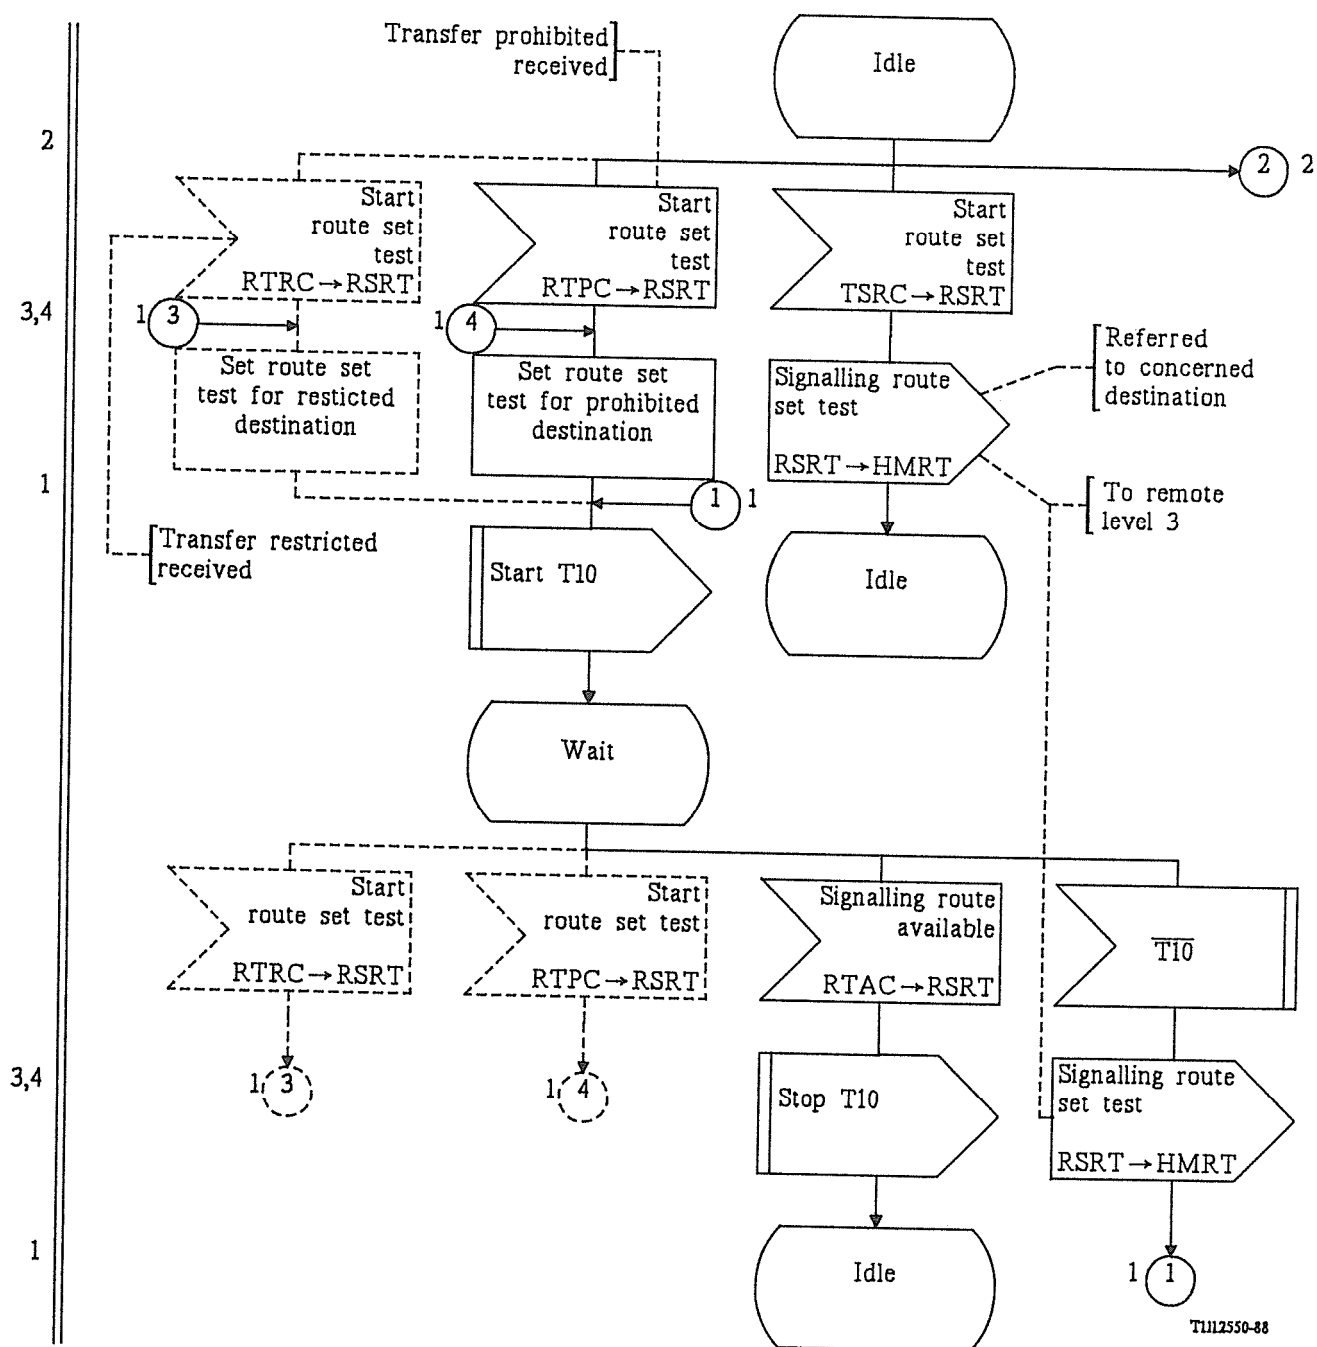 Transfer prohibited
received
Idle
2
2
2
Start
route set
test
RTRC→RSRT
Start
route set
test
RTPC→RSRT
Start
route set
test
TSRC→RSRT
3,4
1
3
1
4
Set route set
test for resticted
destination
Set route set
test for prohibited
destination
Signalling route
set test
RSRT→HMRT
Referred
to concerned
destination
1
1
1
To remote
level 3
Transfer restricted
received
Start T10
Idle
Wait
Start
route set test
RTRC→RSRT
Start
route set test
RTPC→RSRT
Signalling route
available
RTAC→RSRT
T10
3,4
1
3
1
4
Stop T10
Signalling route
set test
RSRT→HMRT
1
Idle
1
1
T1112550-88